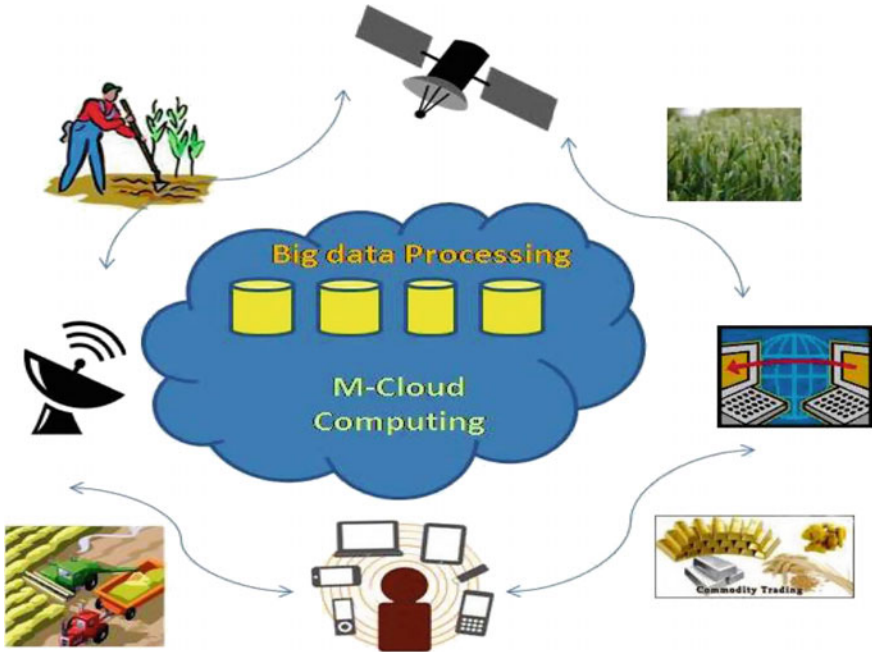 Big data Processing
M-Cloud
Computing
Commodity Trading